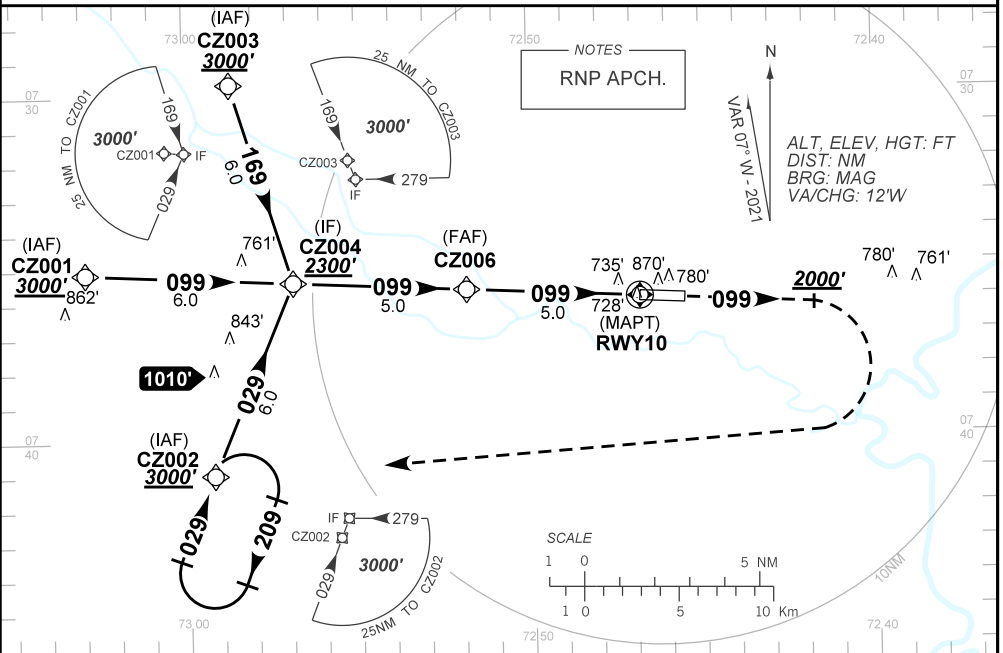 (IAF)
CZ003
3000'
73 00
72 50
72 40
07
30
07
30
NOTES
RNP APCH.
N
VAR 07° W - 2021
ALT, ELEV, HGT: FT
DIST: NM
BRG: MAG
VA/CHG: 12'W
25 NM TO CZ001
169
3000'
CZ001
IF
029
25 NM TO CZ003
169
3000'
CZ003
279
IF
169
6.0
(IAF)
CZ001
3000'
862'
099
6.0
761'
(IF)
CZ004
2300'
099
5.0
(FAF)
CZ006
099
5.0
735'
870'
780'
728'
(MAPT)
RWY10
099
2000'
780'
761'
843'
1010'
029
6.0
(IAF)
CZ002
3000'
07
40
07
40
029
209
IF
279
CZ002
3000'
029
25NM TO CZ002
SCALE
1 0 5 NM
1 0 5 10 Km
10NM
73 00
72 50
72 40